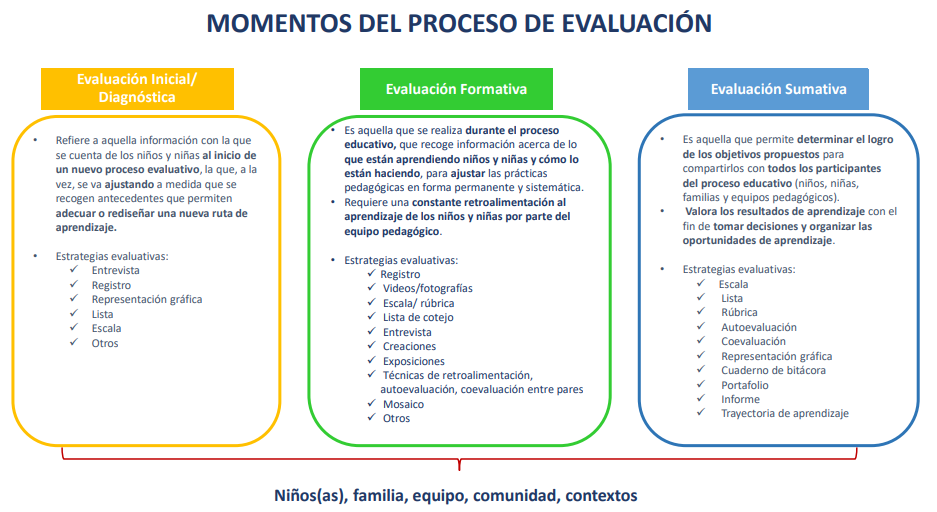 MOMENTOS DEL PROCESO DE EVALUACIÓN
Evaluación Inicial/
Diagnóstica
• Refiere a aquella información con la que
se cuenta de los niños y niñas al inicio de
un nuevo proceso evaluativo, la que, a la
vez, se va ajustando a medida que se
recogen antecedentes que permiten
adecuar o rediseñar una nueva ruta de
aprendizaje.
• Estrategias evaluativas:
✓ Entrevista
✓ Registro
✓ Representación gráfica
✓ Lista
✓ Escala
✓ Otros
Evaluación Formativa
• Es aquella que se realiza durante el proceso
educativo, que recoge información acerca de lo
que están aprendiendo niños y niñas y cómo lo
están haciendo, para ajustar las prácticas
pedagógicas en forma permanente y sistemática.
• Requiere una constante retroalimentación al
aprendizaje de los niños y niñas por parte del
equipo pedagógico.
• Estrategias evaluativas:
✓ Registro
✓ Videos/fotografías
✓ Escala/ rúbrica
✓ Lista de cotejo
✓ Entrevista
✓ Creaciones
✓ Exposiciones
✓ Técnicas de retroalimentación,
autoevaluación, coevaluación entre pares
✓ Mosaico
✓ Otros
Evaluación Sumativa
• Es aquella que permite determinar el logro
de los objetivos propuestos para
compartirlos con todos los participantes
del proceso educativo (niños, niñas,
familias y equipos pedagógicos).
• Valora los resultados de aprendizaje con el
fin de tomar decisiones y organizar las
oportunidades de aprendizaje.
• Estrategias evaluativas:
✓ Escala
✓ Lista
✓ Rúbrica
✓ Autoevaluación
✓ Coevaluación
✓ Representación gráfica
✓ Cuaderno de bitácora
✓ Portafolio
✓ Informe
✓ Trayectoria de aprendizaje
Niños(as), familia, equipo, comunidad, contextos